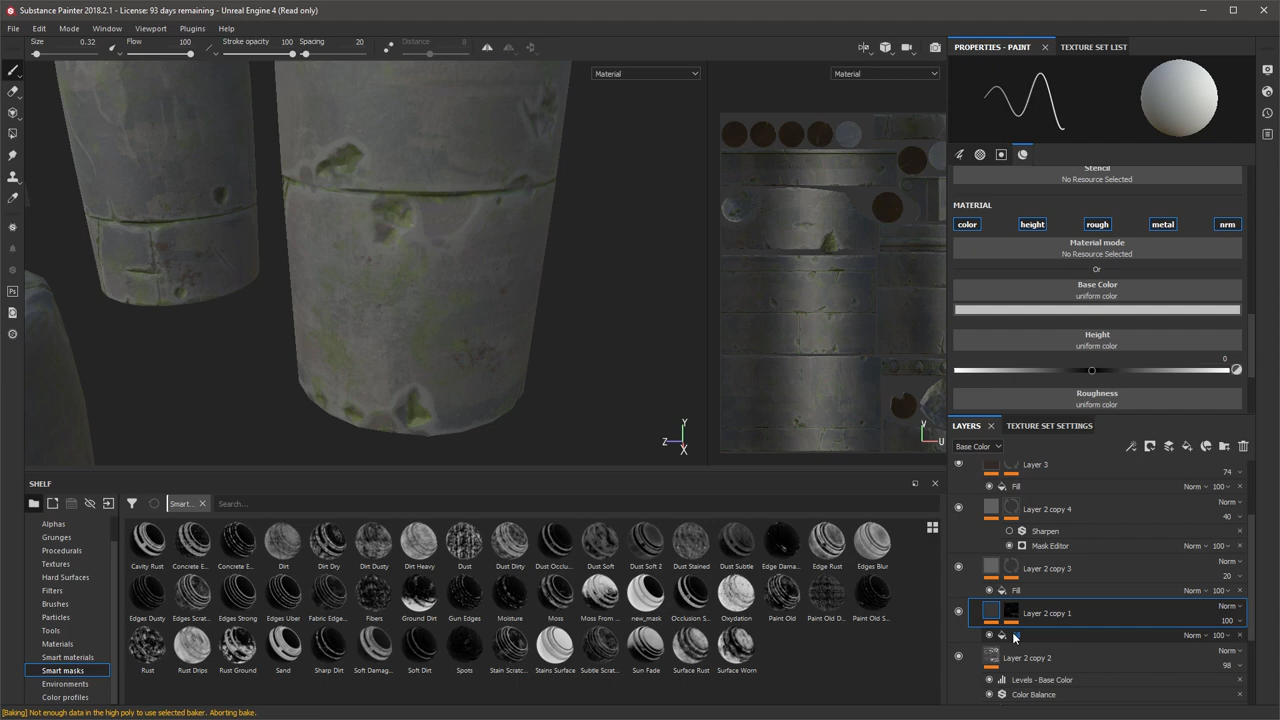 Substance Painter 2018.2.1 - License: 93 days remaining - Unreal Engine 4 (Read only)
File Edit Mode Window Viewport Plugins Help
Size 0.32 Flow 100 Stroke opacity 100 Spacing 20 Distance 8
Material Material
Z Y X
V U
Ps
PROPERTIES - PAINT TEXTURE SET LIST
Stencil
No Resource Selected
MATERIAL
color height rough metal nrm
Material mode
No Resource Selected
Or
Base Color
uniform color
Height
uniform color
0
Roughness
uniform color
LAYERS TEXTURE SET SETTINGS
Base Color
Layer 3
74
Fill Norm 100
Norm
Layer 2 copy 4
40
Sharpen
Mask Editor Norm 100
Norm
Layer 2 copy 3
20
Fill Norm 100
Norm
Layer 2 copy 1
100
Norm 100
Norm
Layer 2 copy 2
98
Levels - Base Color
Color Balance
SHELF
Smart... Search...
Alphas
Grunges
Procedurals
Textures
Hard Surfaces
Filters
Brushes
Particles
Tools
Materials
Smart materials
Smart masks
Environments
Color profiles
Cavity Rust Concrete E... Concrete E... Dirt Dirt Dry Dirt Dusty Dirt Heavy Dust Dust Dirty Dust Occlu... Dust Soft Dust Soft 2 Dust Stained Dust Subtle Edge Dama... Edge Rust Edges Blur
Edges Dusty Edges Scrat... Edges Strong Edges Uber Fabric Edge... Fibers Ground Dirt Gun Edges Moisture Moss Moss From ... new_mask Occlusion S... Oxydation Paint Old Paint Old D... Paint Old S...
Rust Rust Drips Rust Ground Sand Sharp Dirt Soft Damag... Soft Dirt Spots Stain Scratc... Stains Surface Subtle Scrat... Sun Fade Surface Rust Surface Worn
[Baking] Not enough data in the high poly to use selected baker. Aborting bake.